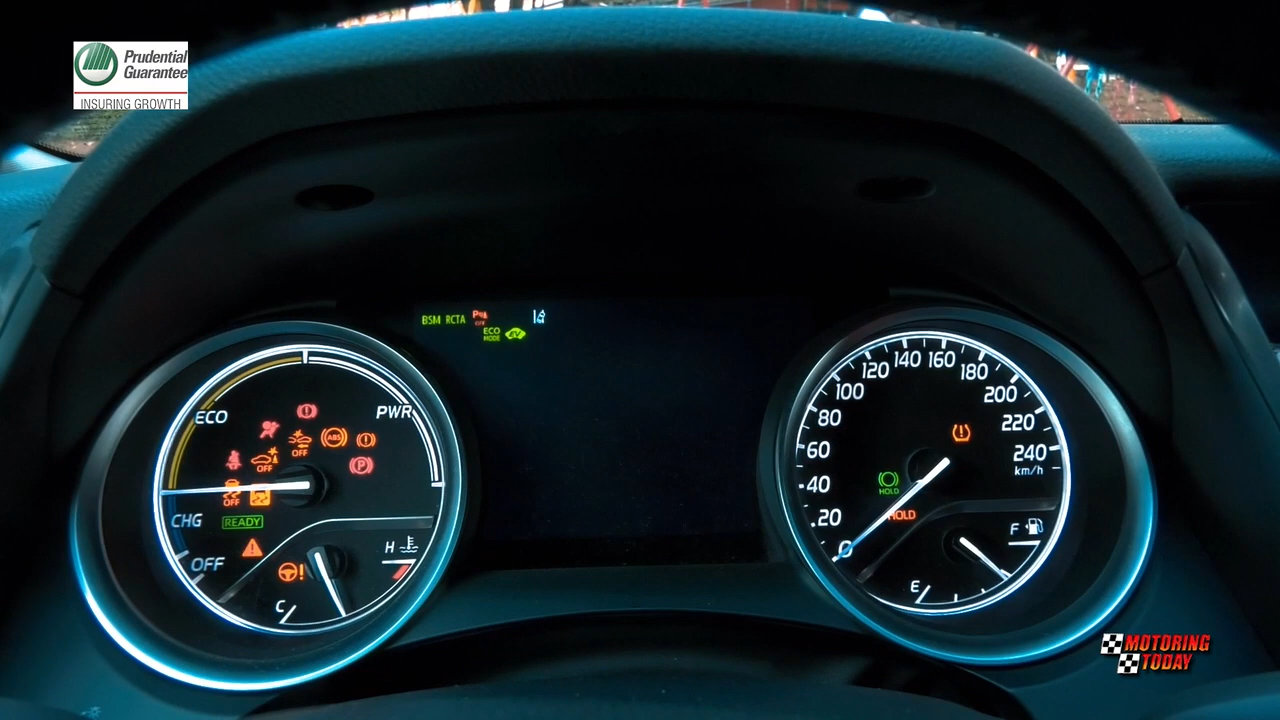 Prudential
Guarantee
INSURING GROWTH
BSM RCTA
OFF
ECO
MODE
EV
ECO
PWR
ABS
OFF
OFF
P
OFF
CHG
READY
OFF
H
C
0
20
40
60
80
100
120
140
160
180
200
220
240
km/h
HOLD
HOLD
F
E
MOTORING
TODAY